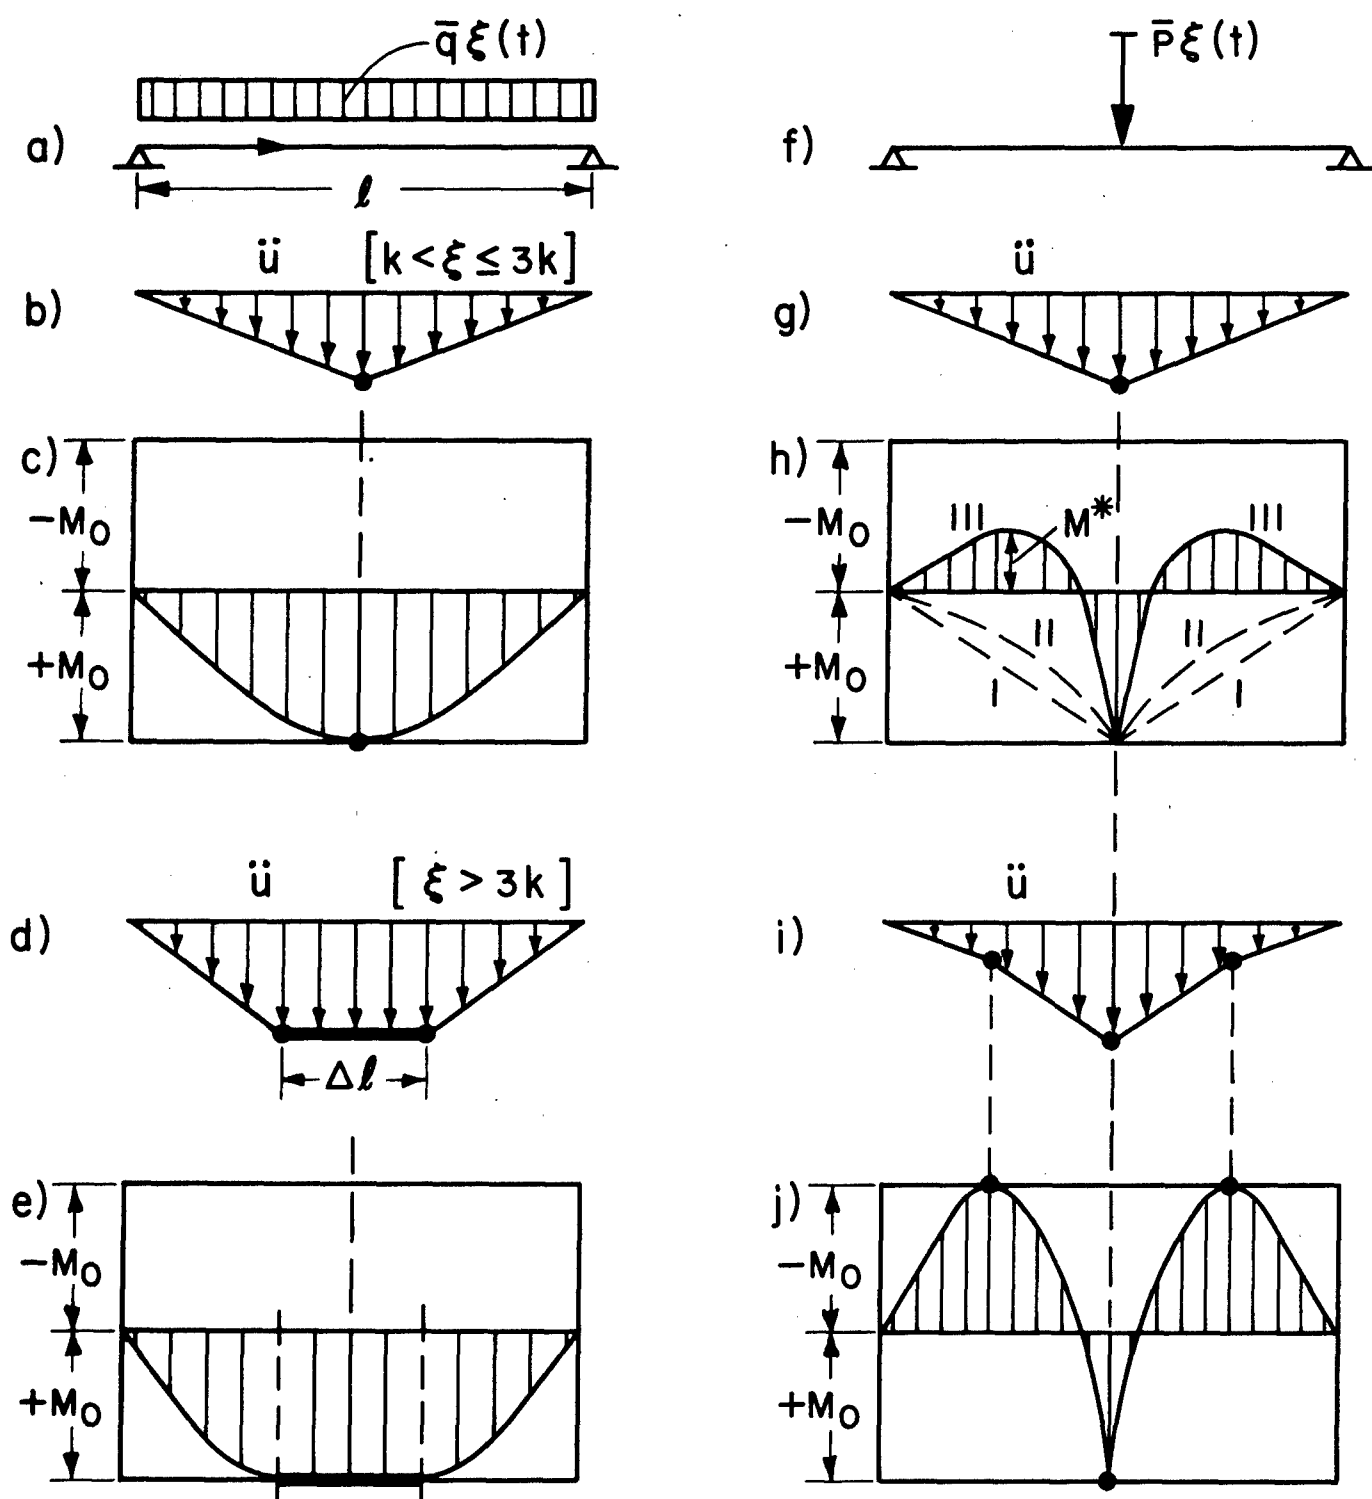 q̄ ξ(t)
a)
ℓ
ü [k < ξ ≤ 3k]
b)
c)
−M₀
+M₀
ü [ξ > 3k]
d)
Δℓ
e)
−M₀
+M₀
P̄ ξ(t)
f)
ü
g)
h)
III M* III
−M₀
II II
+M₀
I I
ü
i)
j)
−M₀
+M₀